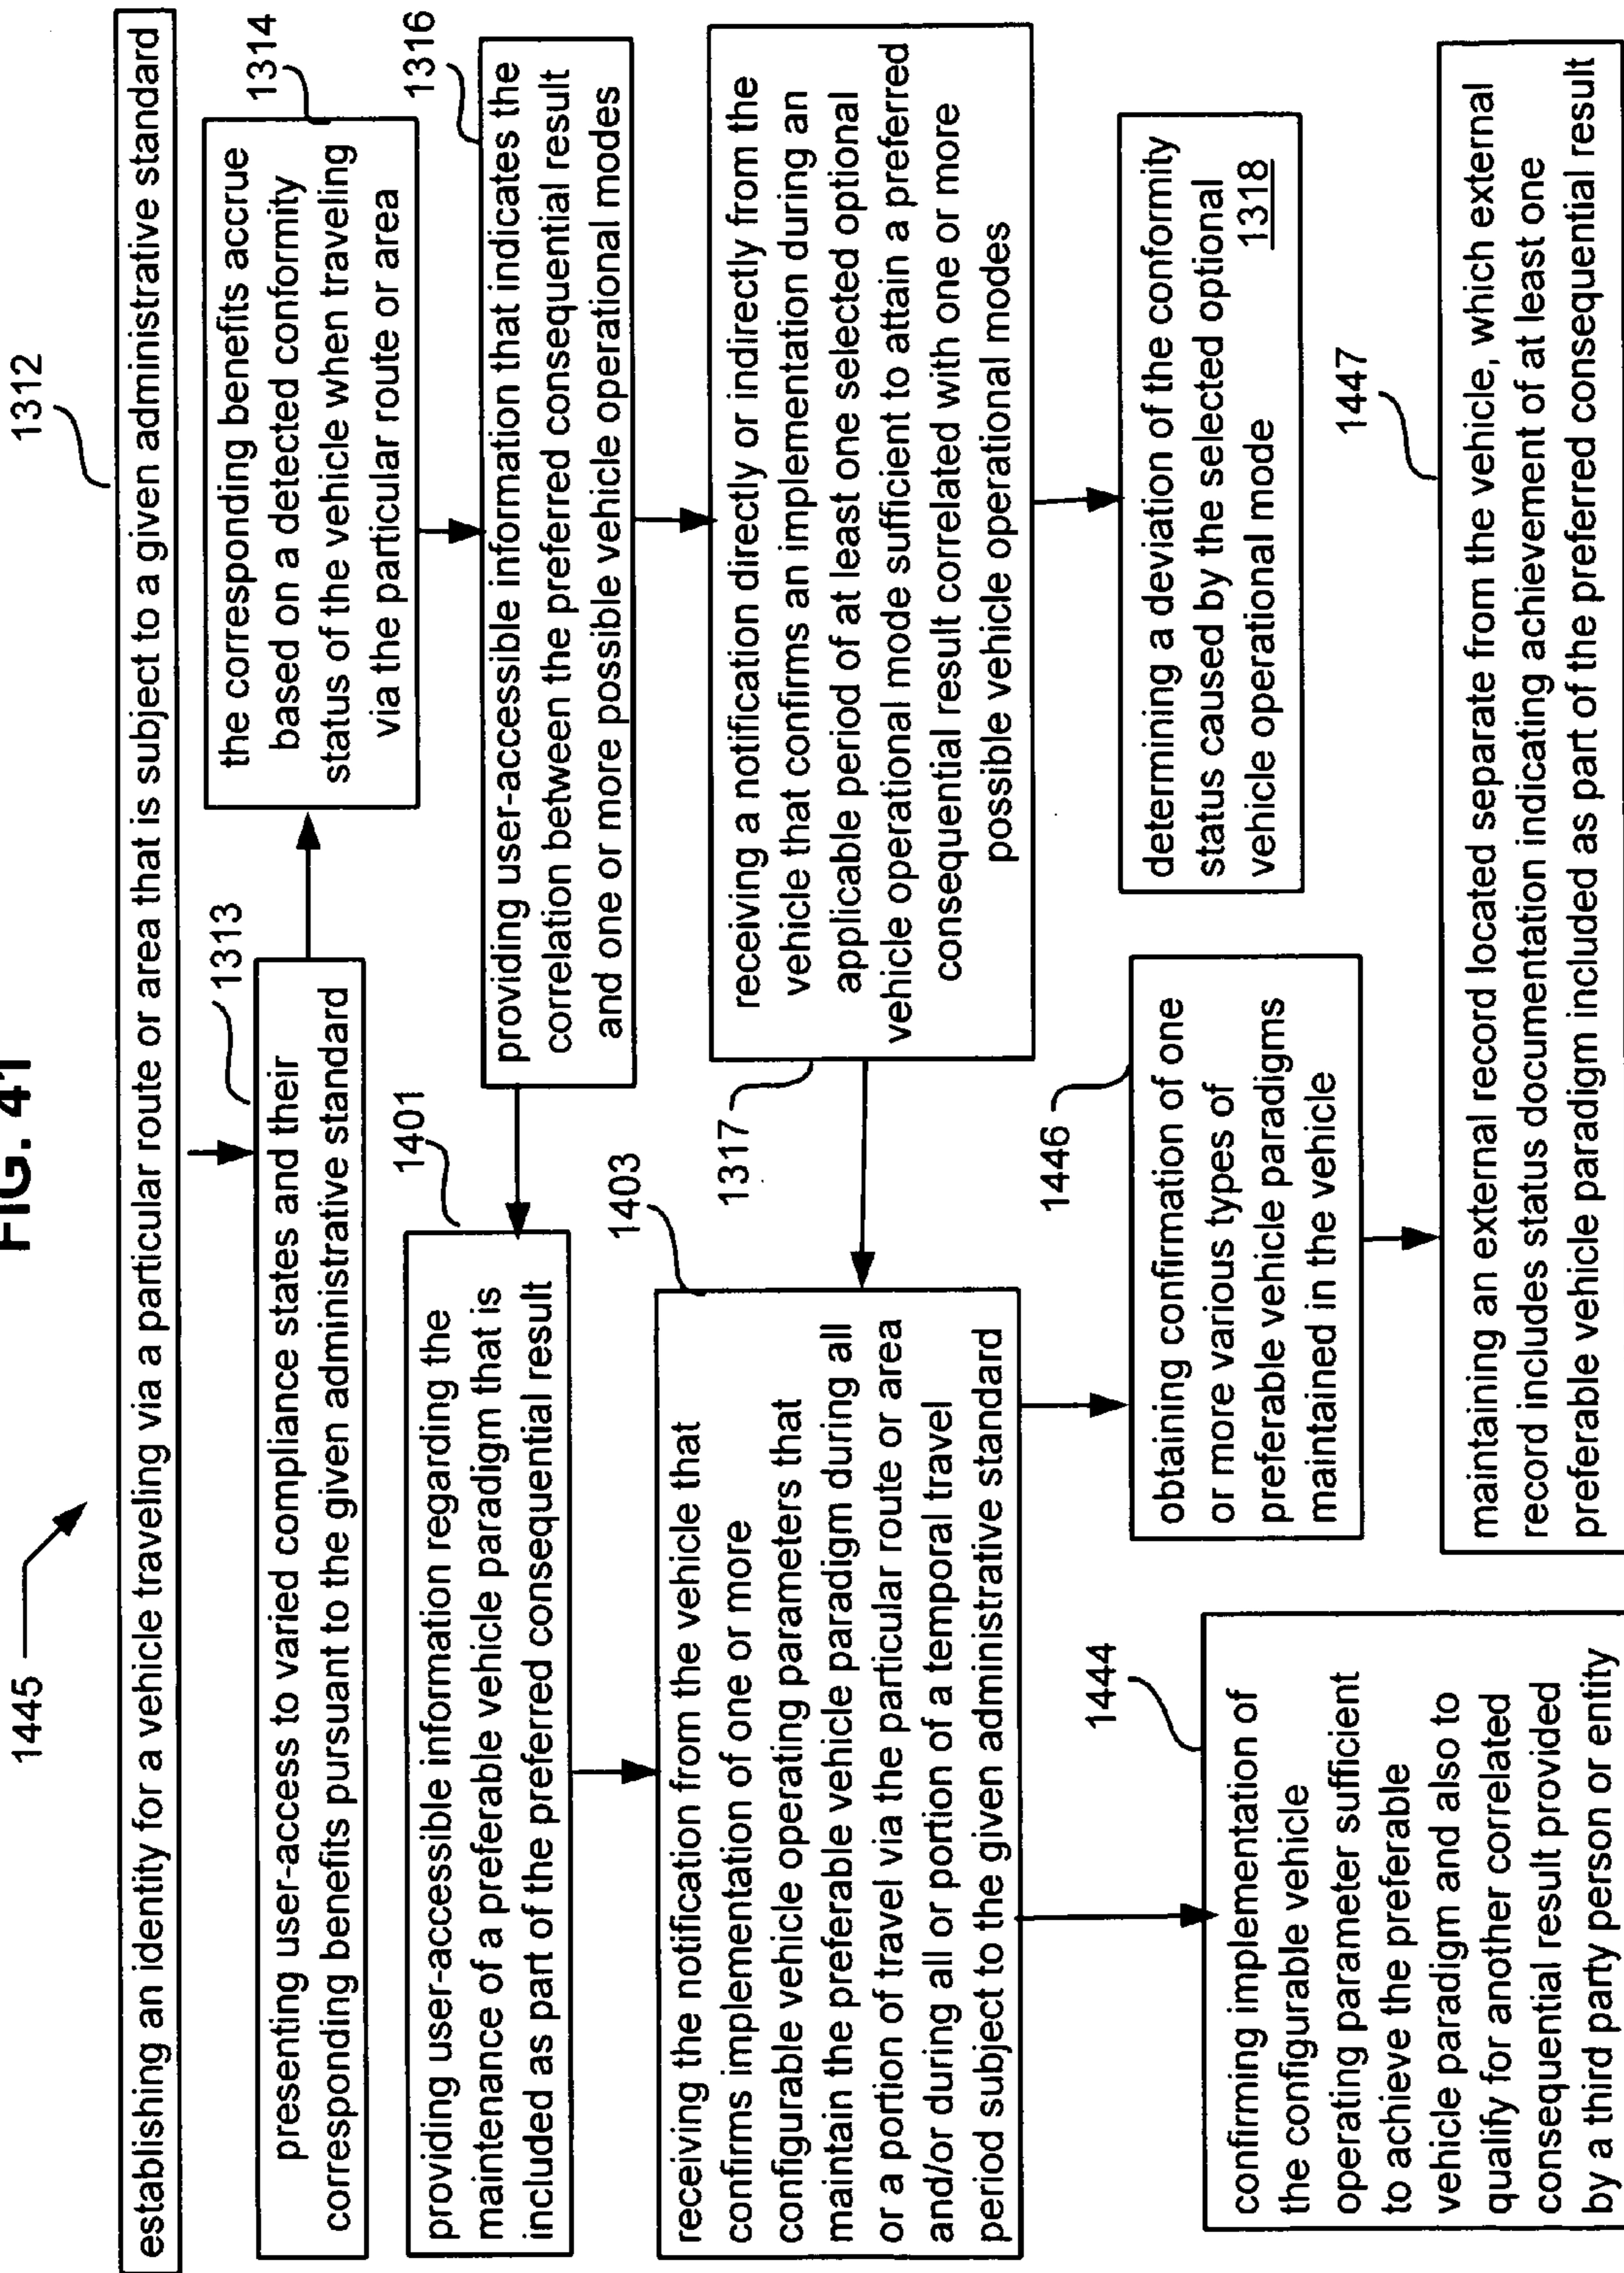 FIG. 41
1445
1312
establishing an identity for a vehicle traveling via a particular route or area that is subject to a given administrative standard
1313
presenting user-access to varied compliance states and their
corresponding benefits pursuant to the given administrative standard
1314
the corresponding benefits accrue
based on a detected conformity
status of the vehicle when traveling
via the particular route or area
1401
providing user-accessible information regarding the
maintenance of a preferable vehicle paradigm that is
included as part of the preferred consequential result
1316
providing user-accessible information that indicates the
correlation between the preferred consequential result
and one or more possible vehicle operational modes
1403
receiving the notification from the vehicle that
confirms implementation of one or more
configurable vehicle operating parameters that
maintain the preferable vehicle paradigm during all
or a portion of travel via the particular route or area
and/or during all or portion of a temporal travel
period subject to the given administrative standard
1317
receiving a notification directly or indirectly from the
vehicle that confirms an implementation during an
applicable period of at least one selected optional
vehicle operational mode sufficient to attain a preferred
consequential result correlated with one or more
possible vehicle operational modes
1444
confirming implementation of
the configurable vehicle
operating parameter sufficient
to achieve the preferable
vehicle paradigm and also to
qualify for another correlated
consequential result provided
by a third party person or entity
1446
obtaining confirmation of one
or more various types of
preferable vehicle paradigms
maintained in the vehicle
determining a deviation of the conformity
status caused by the selected optional
vehicle operational mode 1318
1447
maintaining an external record located separate from the vehicle, which external
record includes status documentation indicating achievement of at least one
preferable vehicle paradigm included as part of the preferred consequential result